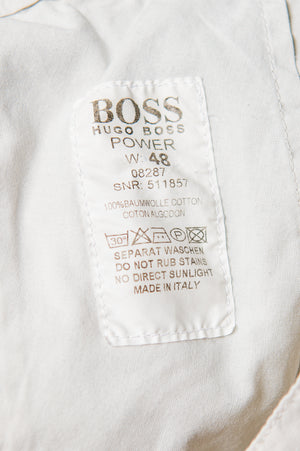 BOSS
HUGO BOSS
POWER
W: 48
08287
SNR: 511857
100%BAUMWOLLE COTTON
COTON ALGODON
30°
P
SEPARAT WASCHEN
DO NOT RUB STAINS
NO DIRECT SUNLIGHT
MADE IN ITALY